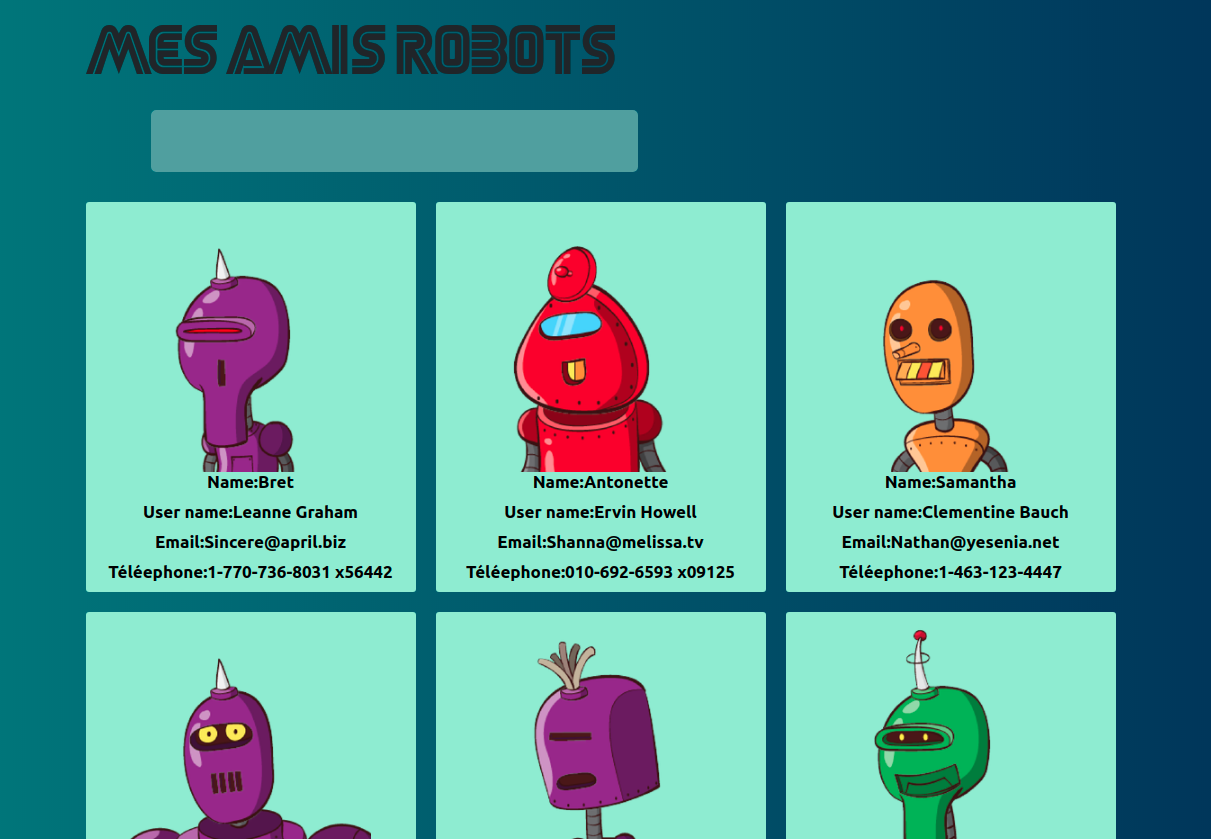 MES AMIS ROBOTS
Name:Bret
User name:Leanne Graham
Email:Sincere@april.biz
Téléephone:1-770-736-8031 x56442
Name:Antonette
User name:Ervin Howell
Email:Shanna@melissa.tv
Téléephone:010-692-6593 x09125
Name:Samantha
User name:Clementine Bauch
Email:Nathan@yesenia.net
Téléephone:1-463-123-4447